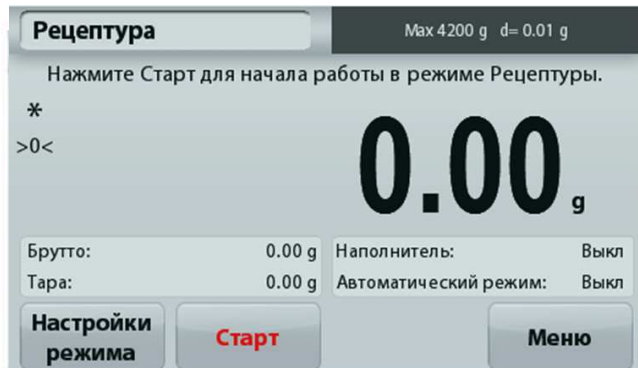 Рецептура
Max 4200 g d= 0.01 g
Нажмите Старт для начала работы в режиме Рецептуры.
*
>0<
0.00 g
Брутто: 0.00 g
Наполнитель: Выкл
Тара: 0.00 g
Автоматический режим: Выкл
Настройки
режима
Старт
Меню